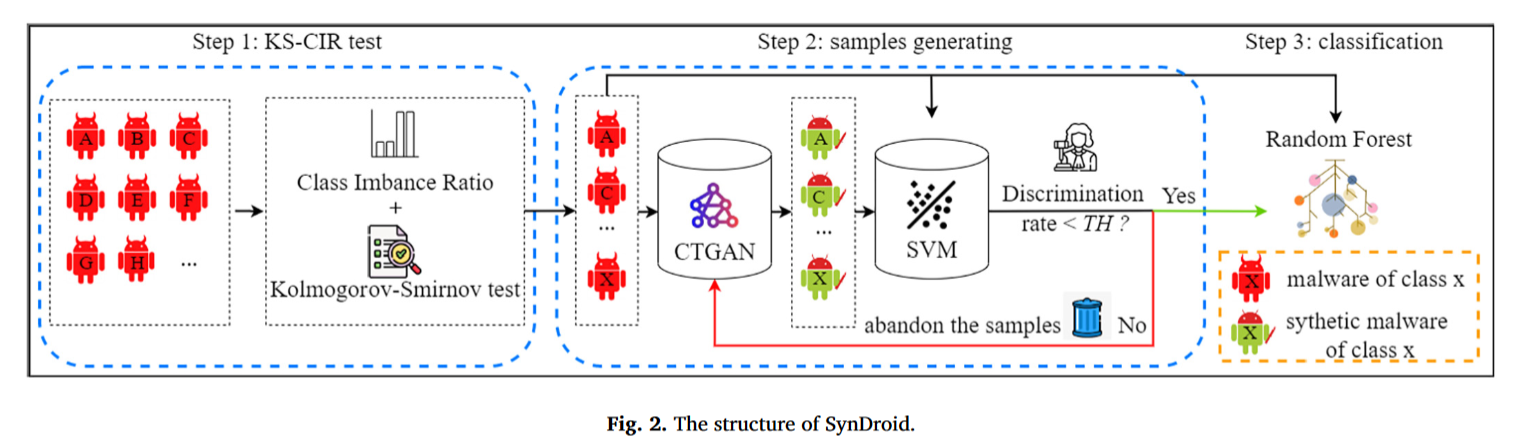 Step 1: KS-CIR test
Step 2: samples generating
Step 3: classification
A B C
D E F
G H ...
Class Imbance Ratio
+
Kolmogorov-Smirnov test
A
C
...
X
CTGAN
A
C
...
X
SVM
Discrimination
rate < TH ?
Yes
abandon the samples
No
Random Forest
X malware of class x
X sythetic malware
of class x
Fig. 2. The structure of SynDroid.